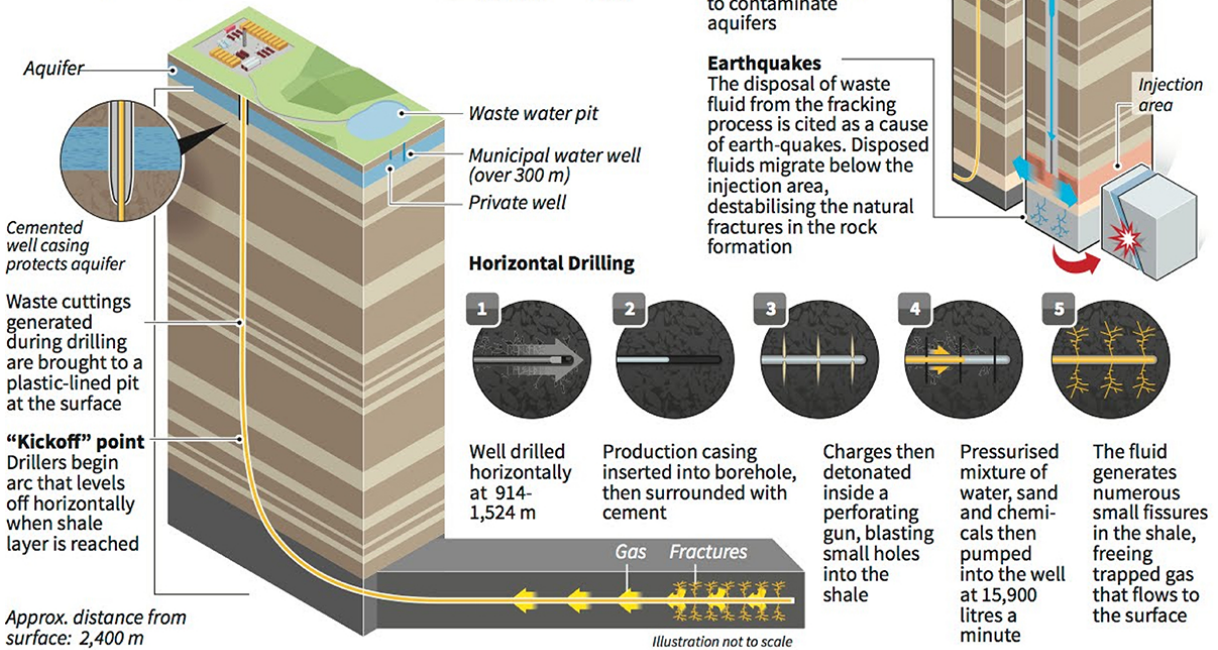 to contaminate
aquifers
Earthquakes
The disposal of waste
fluid from the fracking
process is cited as a cause
of earth-quakes. Disposed
fluids migrate below the
injection area,
destabilising the natural
fractures in the rock
formation
Injection
area
Aquifer
Waste water pit
Municipal water well
(over 300 m)
Private well
Cemented
well casing
protects aquifer
Waste cuttings
generated
during drilling
are brought to a
plastic-lined pit
at the surface
“Kickoff” point
Drillers begin
arc that levels
off horizontally
when shale
layer is reached
Approx. distance from
surface: 2,400 m
Horizontal Drilling
1
2
3
4
5
Well drilled
horizontally
at 914-
1,524 m
Production casing
inserted into borehole,
then surrounded with
cement
Charges then
detonated
inside a
perforating
gun, blasting
small holes
into the
shale
Pressurised
mixture of
water, sand
and chemi-
cals then
pumped
into the well
at 15,900
litres a
minute
The fluid
generates
numerous
small fissures
in the shale,
freeing
trapped gas
that flows to
the surface
Gas
Fractures
Illustration not to scale